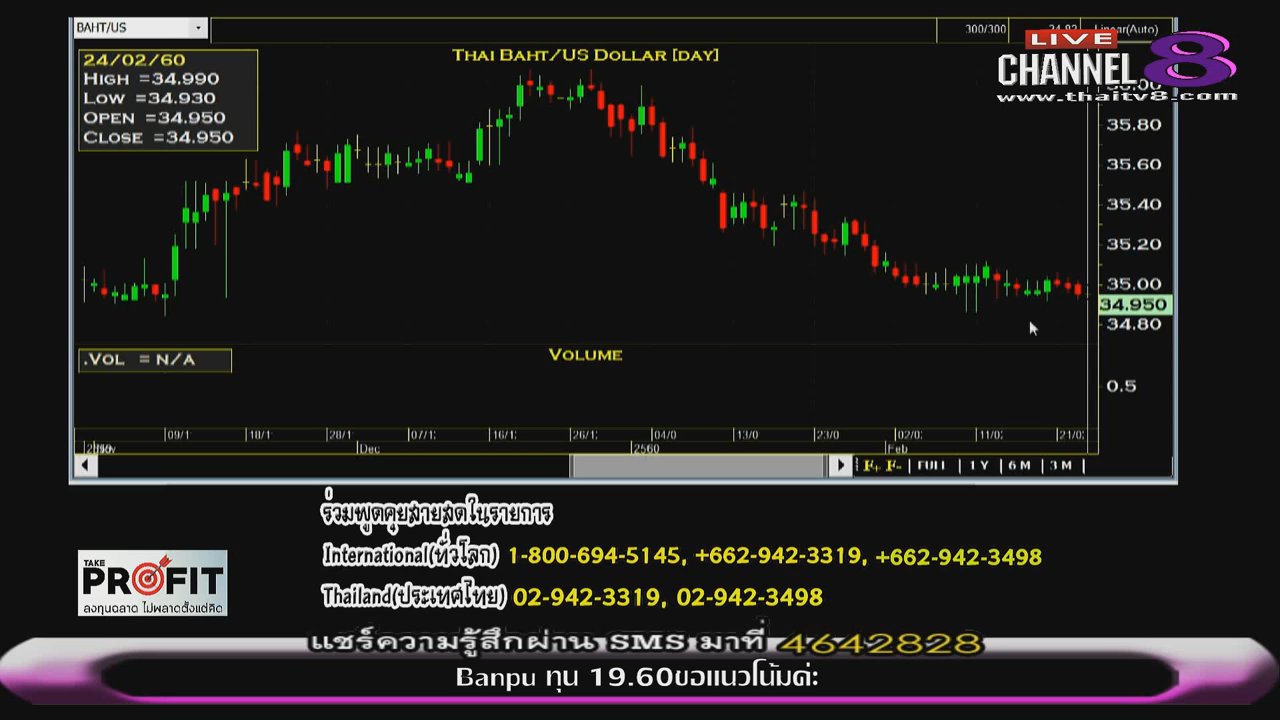 BAHT/US
300/300
Linear(Auto)
LIVE
CHANNEL 8
www.thaitv8.com
THAI BAHT/US DOLLAR [DAY]
24/02/60
HIGH =34.990
LOW =34.930
OPEN =34.950
CLOSE =34.950
35.80
35.60
35.40
35.20
35.00
34.950
34.80
.VOL = N/A
VOLUME
0.5
09/1 18/1 28/1 07/1 16/1 26/1 04/0 13/0 23/0 02/0 11/0 21/0
Dec 2560 Feb
F+ F- FULL 1 Y 6 M 3 M
ร่วมพูดคุยสายสดในรายการ
International(ทั่วโลก) 1-800-694-5145, +662-942-3319, +662-942-3498
Thailand(ประเทศไทย) 02-942-3319, 02-942-3498
TAKE
PROFIT
ลงทุนฉลาด ไม่พลาดตั้งแต่คิด
แชร์ความรู้สึกผ่าน SMS มาที่ 4642828
Banpu ทุน 19.60ขอแนวโน้มค่ะ